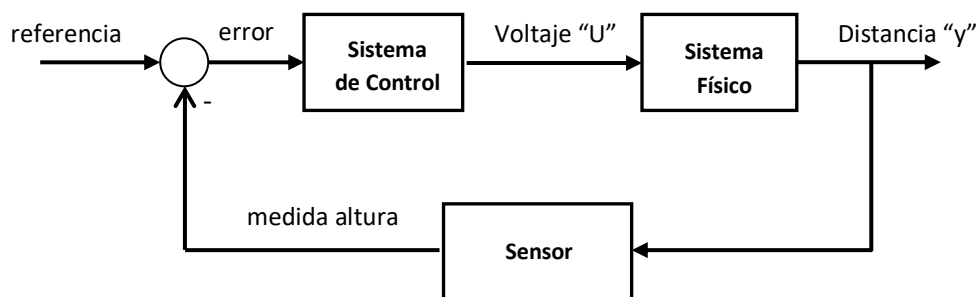 referencia
error
Sistema
de Control
Voltaje “U”
Sistema
Físico
Distancia “y”
-
medida altura
Sensor